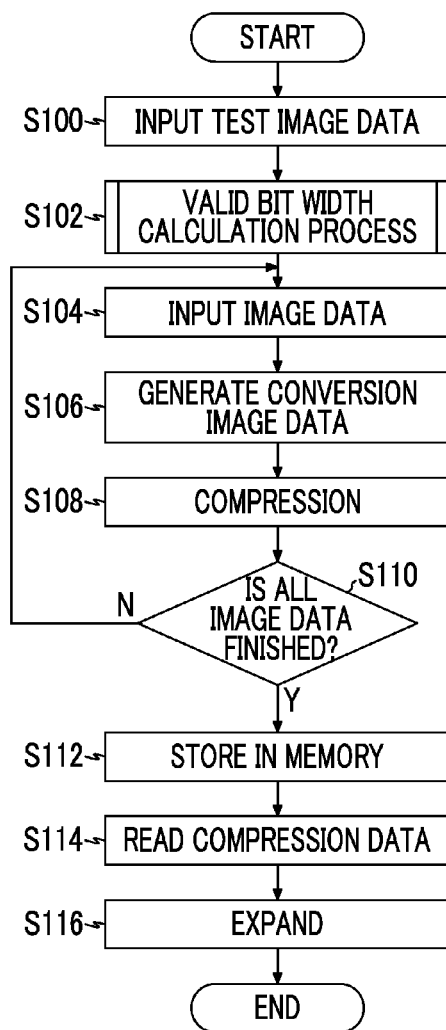 START
S100
INPUT TEST IMAGE DATA
S102
VALID BIT WIDTH
CALCULATION PROCESS
S104
INPUT IMAGE DATA
S106
GENERATE CONVERSION
IMAGE DATA
S108
COMPRESSION
S110
IS ALL
IMAGE DATA
FINISHED?
N
Y
S112
STORE IN MEMORY
S114
READ COMPRESSION DATA
S116
EXPAND
END